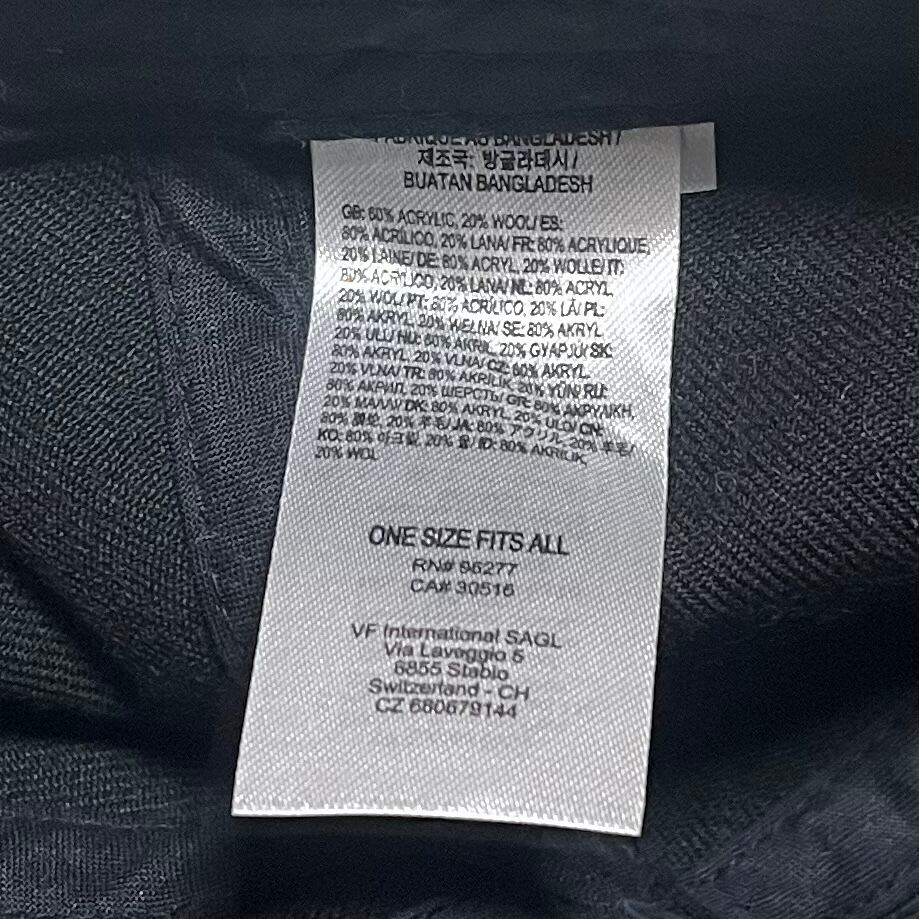 FABRIQUÉ AU BANGLADESH /
제조국: 방글라데시 /
BUATAN BANGLADESH
GB: 80% ACRYLIC, 20% WOOL/ ES:
80% ACRÍLICO, 20% LANA/ FR: 80% ACRYLIQUE,
20% LAINE/ DE: 80% ACRYL, 20% WOLLE/ IT:
80% ACRILICO, 20% LANA/ NL: 80% ACRYL,
20% WOL/ PT: 80% ACRÍLICO, 20% LÃ/ PL:
80% AKRYL, 20% WEŁNA/ SE: 80% AKRYL,
20% ULL/ HU: 80% AKRIL, 20% GYAPJÚ/ SK:
80% AKRYL, 20% VLNA/ CZ: 80% AKRYL,
20% VLNA/ TR: 80% AKRİLİK, 20% YÜN/ RU:
80% АКРИЛ, 20% ШЕРСТЬ/ GR: 80% ΑΚΡΥΛΙΚΗ,
20% ΜΑΛΛΙ/ DK: 80% AKRYL, 20% ULD/ CN:
80% 腈纶, 20% 羊毛/ JA: 80% アクリル, 20% 羊毛/
KO: 80% 아크릴, 20% 울/ ID: 80% AKRILIK,
20% WOL
ONE SIZE FITS ALL
RN# 96277
CA# 30516
VF International SAGL
Via Laveggio 5
6855 Stabio
Switzerland - CH
CZ 680679144